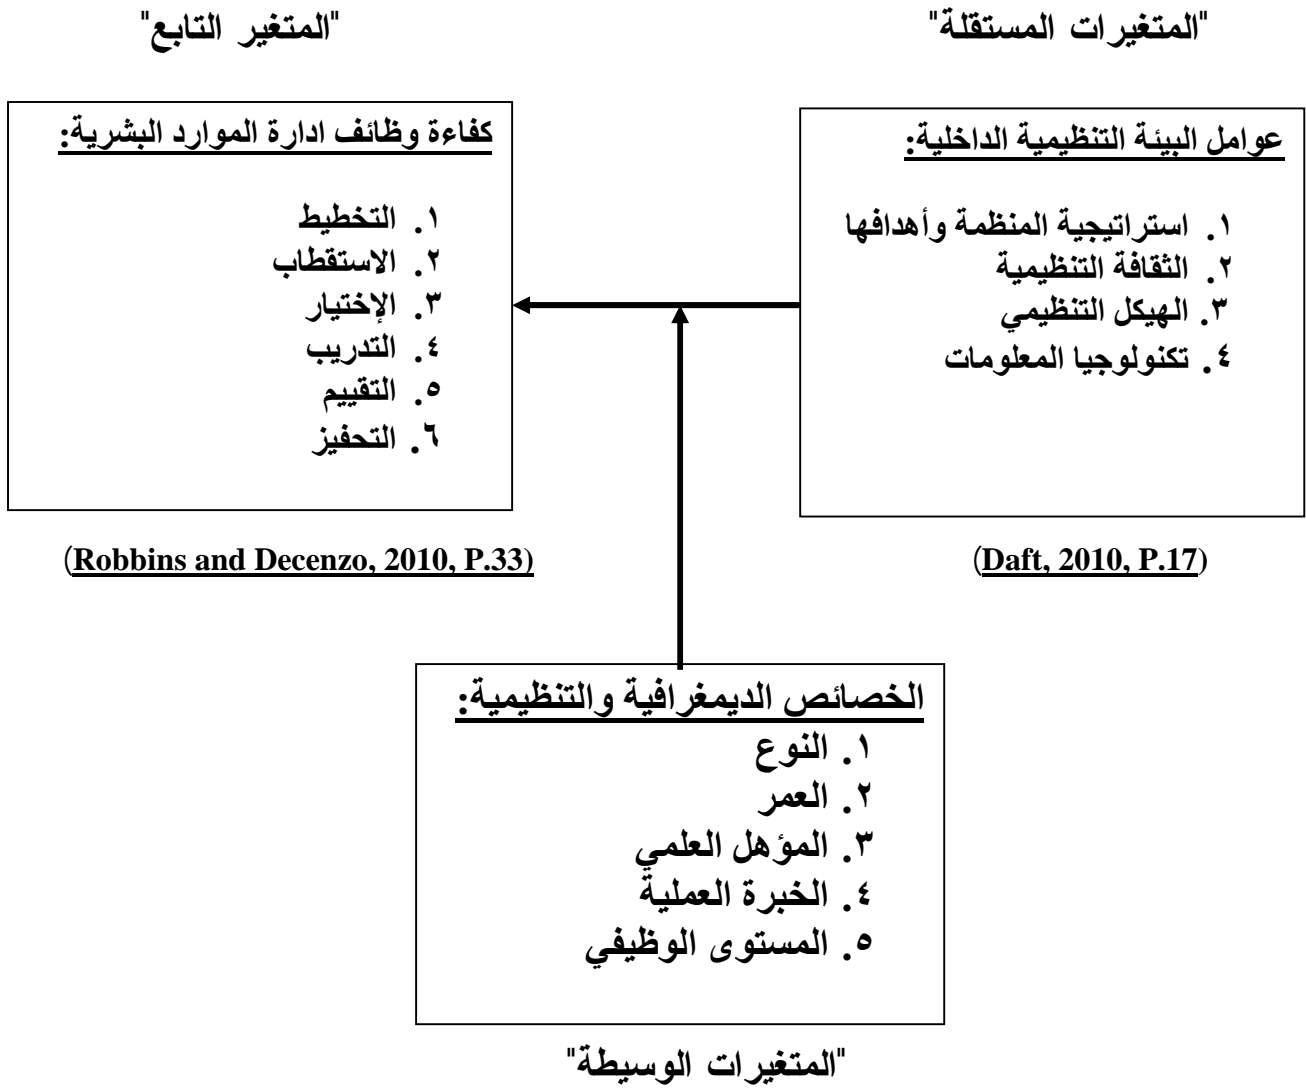 "المتغيرات المستقلة"
"المتغير التابع"
عوامل البيئة التنظيمية الداخلية:
١. استراتيجية المنظمة وأهدافها
٢. الثقافة التنظيمية
٣. الهيكل التنظيمي
٤. تكنولوجيا المعلومات
(Daft, 2010, P.17)
كفاءة وظائف ادارة الموارد البشرية:
١. التخطيط
٢. الاستقطاب
٣. الإختيار
٤. التدريب
٥. التقييم
٦. التحفيز
(Robbins and Decenzo, 2010, P.33)
الخصائص الديمغرافية والتنظيمية:
١. النوع
٢. العمر
٣. المؤهل العلمي
٤. الخبرة العملية
٥. المستوى الوظيفي
"المتغيرات الوسيطة"